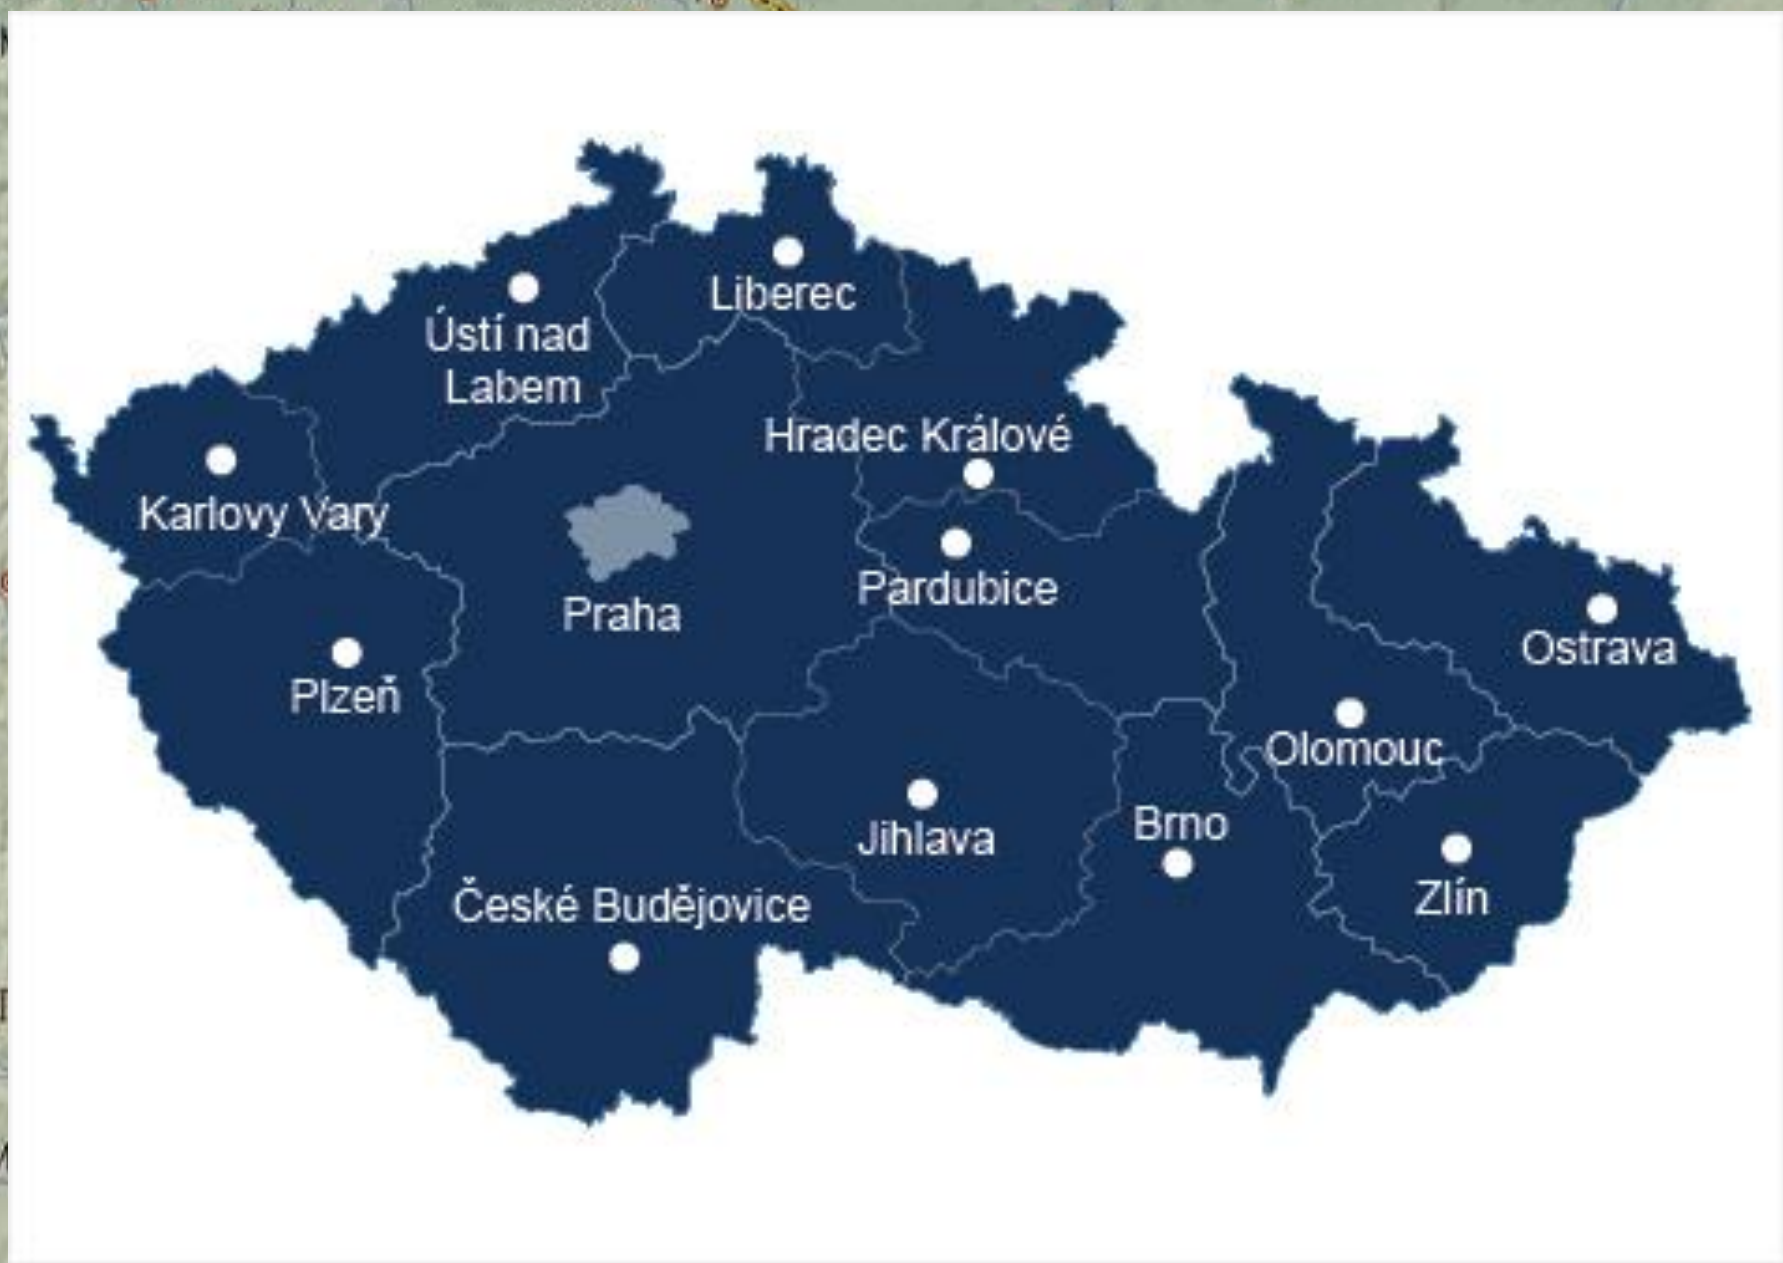 Liberec
Ústí nad
Labem
Hradec Králové
Karlovy Vary
Pardubice
Praha
Ostrava
Plzeň
Olomouc
Brno
Jihlava
Zlín
České Budějovice